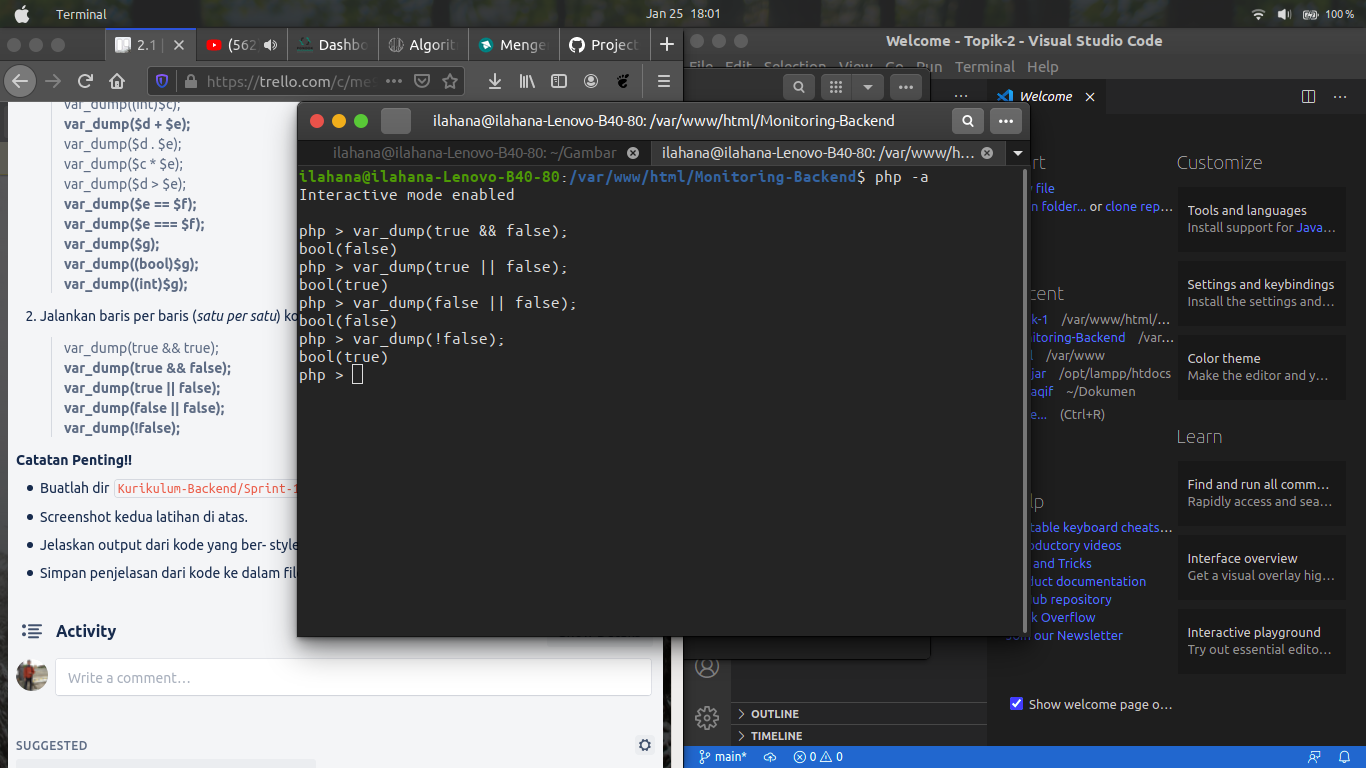 Terminal
Jan 25 18:01
100 %
2.1
(562
Dashbo
Algorit
Menge
Project
https://trello.com/c/me
var_dump((int)$c);
var_dump($d + $e);
var_dump($d . $e);
var_dump($c * $e);
var_dump($d > $e);
var_dump($e == $f);
var_dump($e === $f);
var_dump($g);
var_dump((bool)$g);
var_dump((int)$g);
2. Jalankan baris per baris (satu per satu) ko
var_dump(true && true);
var_dump(true && false);
var_dump(true || false);
var_dump(false || false);
var_dump(!false);
Catatan Penting!!
Buatlah dir Kurikulum-Backend/Sprint-1
Screenshot kedua latihan di atas.
Jelaskan output dari kode yang ber- style
Simpan penjelasan dari kode ke dalam fil
Activity
Write a comment…
SUGGESTED
ilahana@ilahana-Lenovo-B40-80: /var/www/html/Monitoring-Backend
ilahana@ilahana-Lenovo-B40-80: ~/Gambar
ilahana@ilahana-Lenovo-B40-80: /var/www/h…
ilahana@ilahana-Lenovo-B40-80:/var/www/html/Monitoring-Backend$ php -a
Interactive mode enabled
php > var_dump(true && false);
bool(false)
php > var_dump(true || false);
bool(true)
php > var_dump(false || false);
bool(false)
php > var_dump(!false);
bool(true)
php >
Welcome - Topik-2 - Visual Studio Code
File Edit Selection View Go Run Terminal Help
Welcome
rt
file
n folder... or clone rep…
cent
k-1 /var/www/html/…
itoring-Backend /var…
/var/www
jar /opt/lampp/htdocs
aqif ~/Dokumen
e... (Ctrl+R)
lp
table keyboard cheats…
oductory videos
and Tricks
duct documentation
ub repository
k Overflow
Join our Newsletter
Customize
Tools and languages
Install support for Java…
Settings and keybindings
Install the settings and…
Color theme
Make the editor and y…
Learn
Find and run all comm…
Rapidly access and sea…
Interface overview
Get a visual overlay hig…
Interactive playground
Try out essential edito…
Show welcome page o…
OUTLINE
TIMELINE
main*
0
0